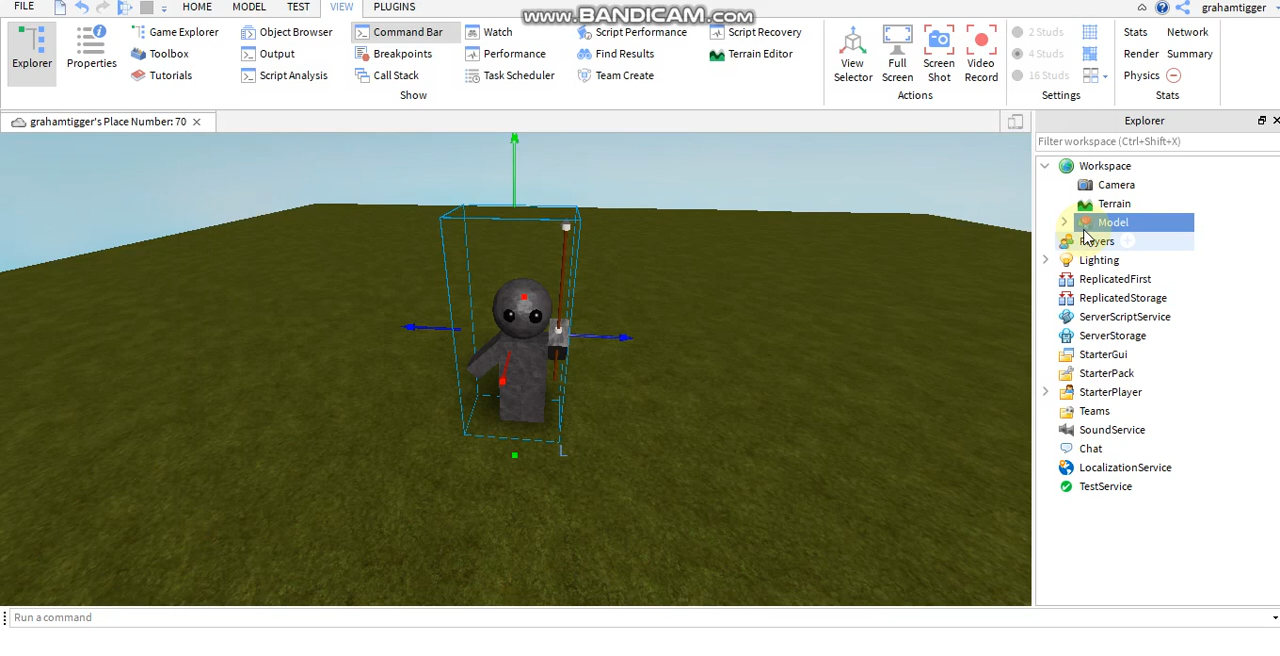 FILE HOME MODEL TEST VIEW PLUGINS www.BANDICAM.com grahamtigger
Explorer
Properties
Game Explorer
Toolbox
Tutorials
Object Browser
Output
Script Analysis
Command Bar
Breakpoints
Call Stack
Watch
Performance
Task Scheduler
Script Performance
Find Results
Team Create
Script Recovery
Terrain Editor
Show
View
Selector
Full
Screen
Screen
Shot
Video
Record
Actions
2 Studs
4 Studs
16 Studs
Settings
Stats Network
Render Summary
Physics
Stats
grahamtigger's Place Number: 70
Explorer
Filter workspace (Ctrl+Shift+X)
Workspace
Camera
Terrain
Model
Players
Lighting
ReplicatedFirst
ReplicatedStorage
ServerScriptService
ServerStorage
StarterGui
StarterPack
StarterPlayer
Teams
SoundService
Chat
LocalizationService
TestService
L
Run a command